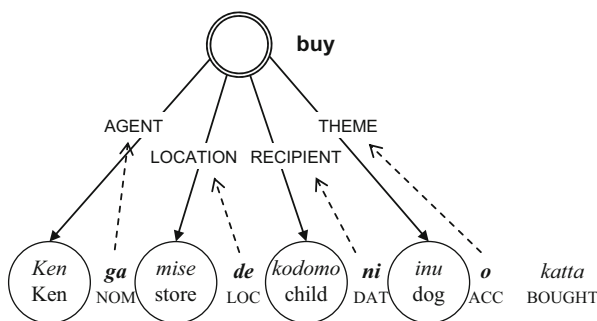 buy
AGENT THEME
LOCATION RECIPIENT
Ken ga mise de kodomo ni inu o katta
Ken NOM store LOC child DAT dog ACC BOUGHT